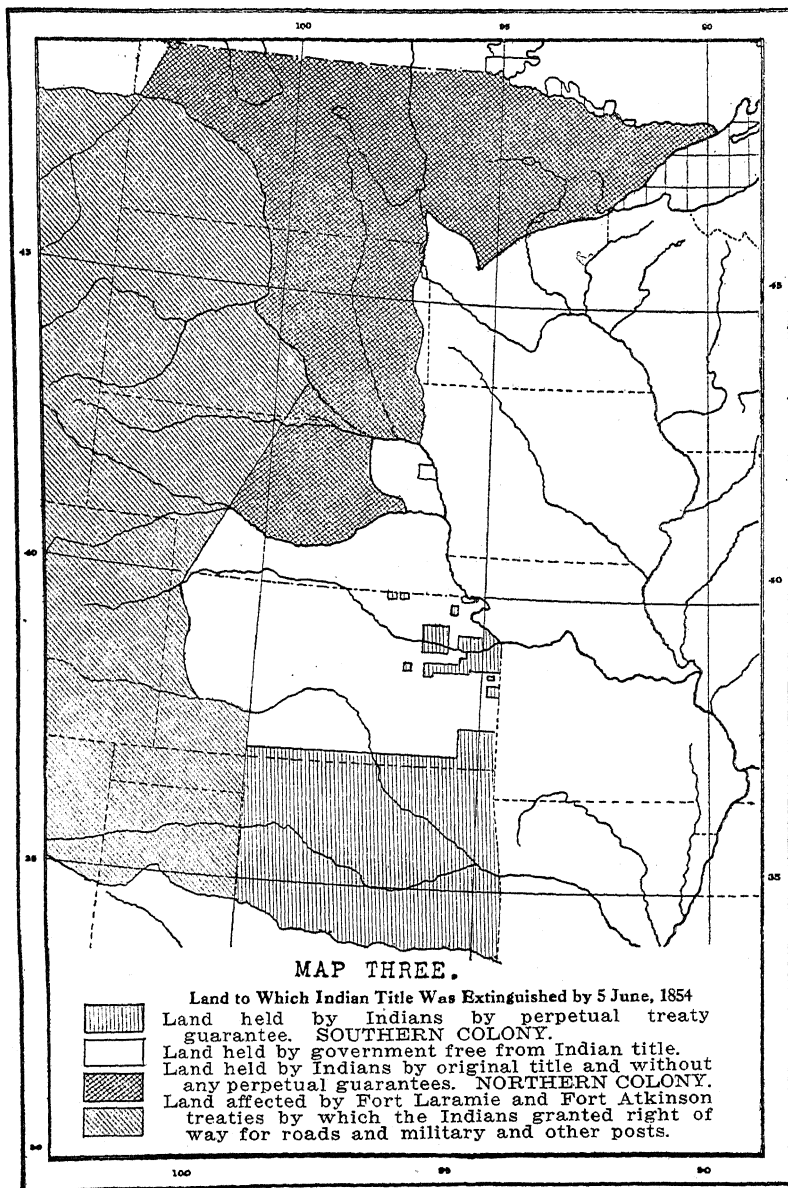 100 95 90
45
45
40
40
35
35
MAP THREE.
Land to Which Indian Title Was Extinguished by 5 June, 1854
Land held by Indians by perpetual treaty
guarantee. SOUTHERN COLONY.
Land held by government free from Indian title.
Land held by Indians by original title and without
any perpetual guarantees. NORTHERN COLONY.
Land affected by Fort Laramie and Fort Atkinson
treaties by which the Indians granted right of
way for roads and military and other posts.
100 95 90